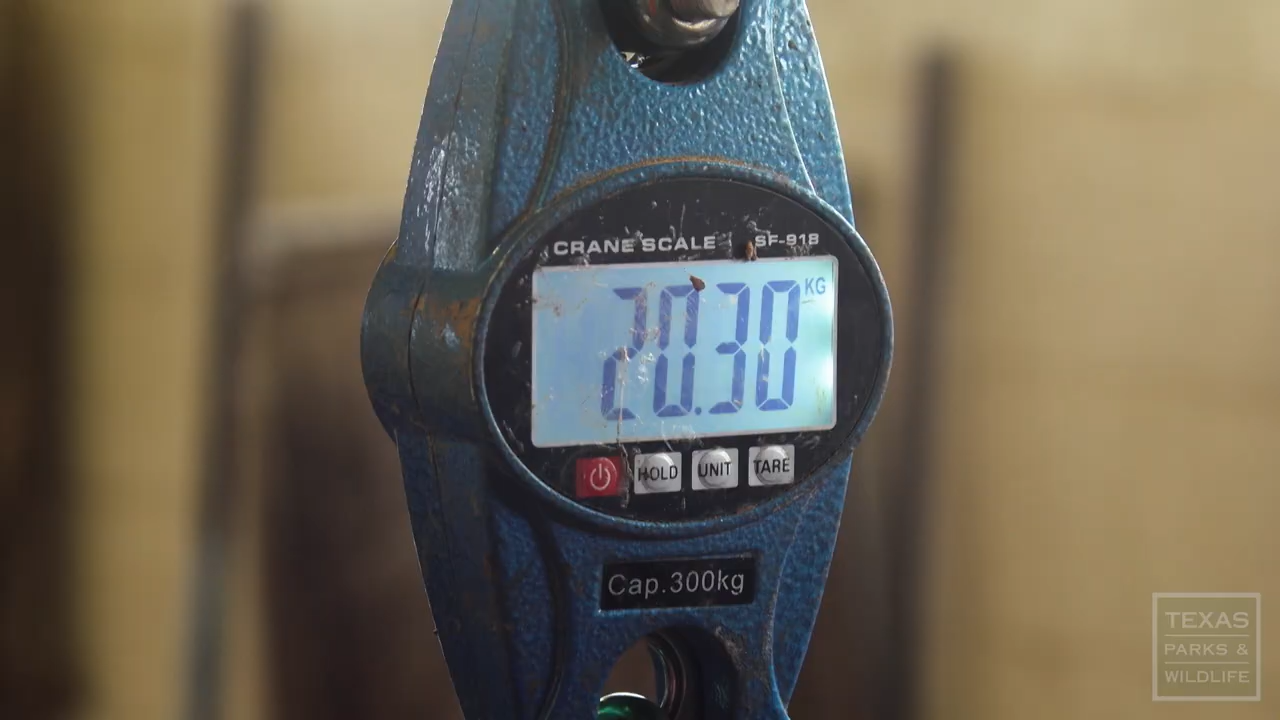 CRANE SCALE SF-918
20.30 KG
HOLD UNIT TARE
Cap.300kg
TEXAS
PARKS &
WILDLIFE